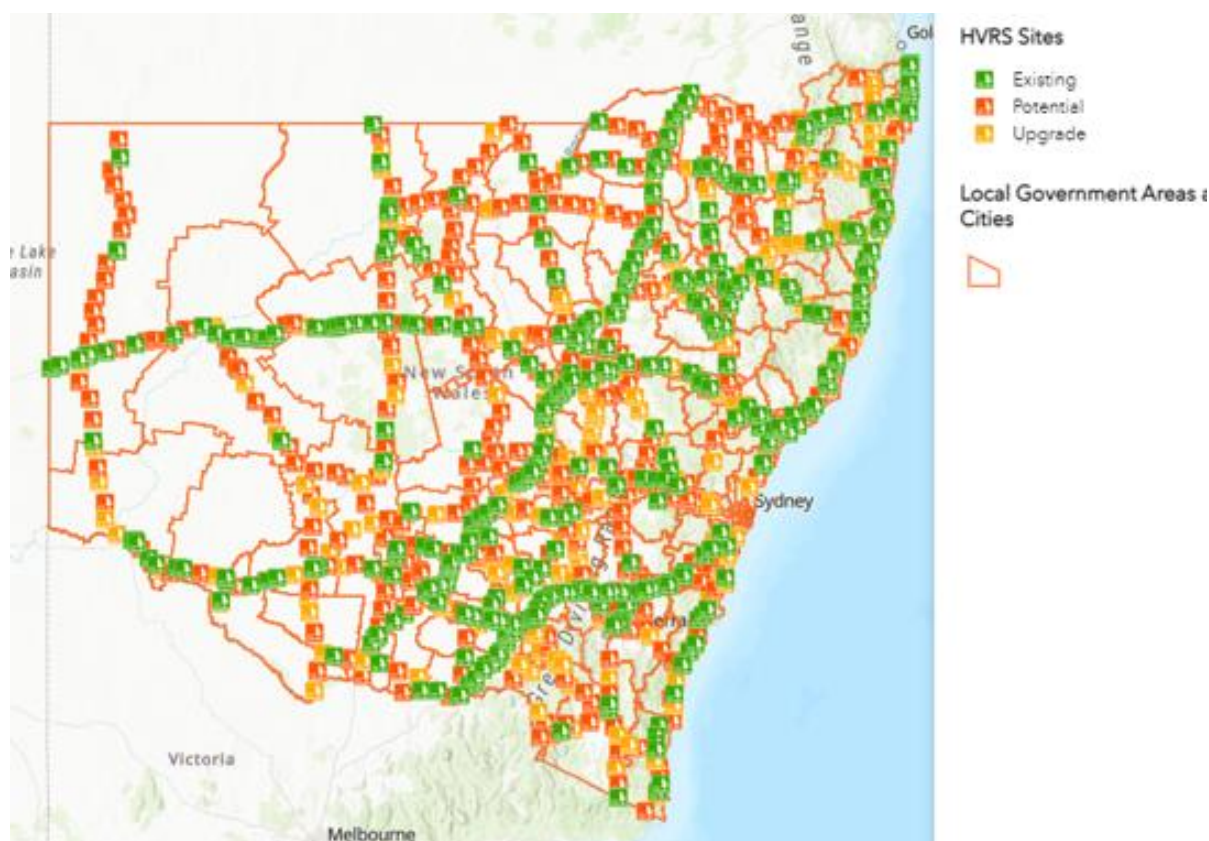 ange
Gol
HVRS Sites
Existing
Potential
Upgrade
Local Government Areas a
Cities
e Lake
asin
New South
Wales
Sydney
Victoria
Melbourne